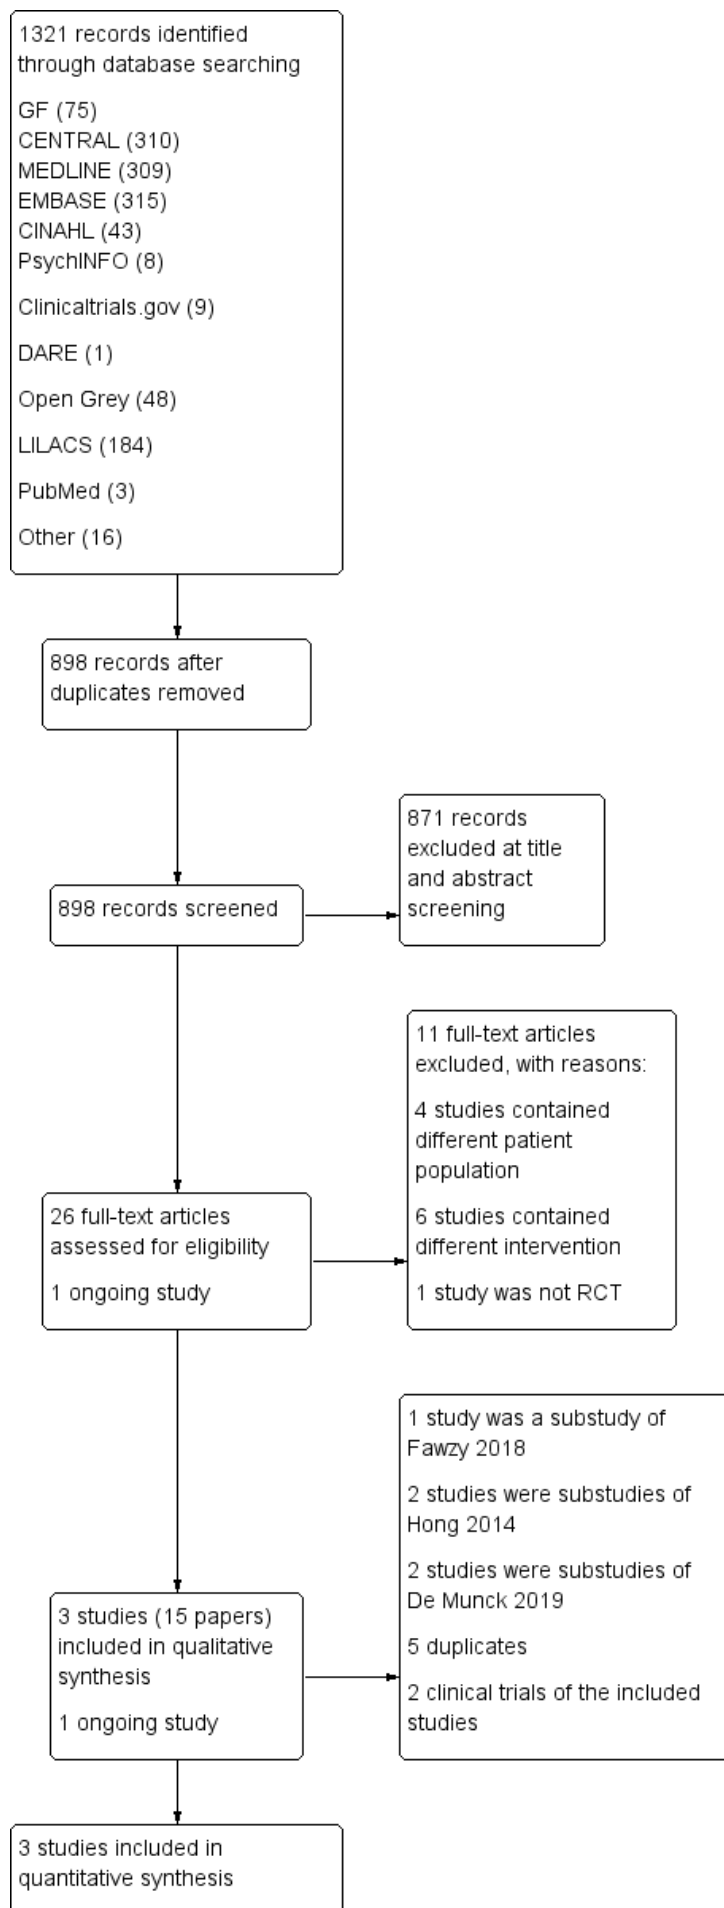 1321 records identified
through database searching
GF (75)
CENTRAL (310)
MEDLINE (309)
EMBASE (315)
CINAHL (43)
PsychINFO (8)
Clinicaltrials.gov (9)
DARE (1)
Open Grey (48)
LILACS (184)
PubMed (3)
Other (16)
898 records after
duplicates removed
898 records screened
871 records
excluded at title
and abstract
screening
26 full-text articles
assessed for eligibility
1 ongoing study
11 full-text articles
excluded, with reasons:
4 studies contained
different patient
population
6 studies contained
different intervention
1 study was not RCT
3 studies (15 papers)
included in qualitative
synthesis
1 ongoing study
1 study was a substudy of
Fawzy 2018
2 studies were substudies of
Hong 2014
2 studies were substudies of
De Munck 2019
5 duplicates
2 clinical trials of the included
studies
3 studies included in
quantitative synthesis